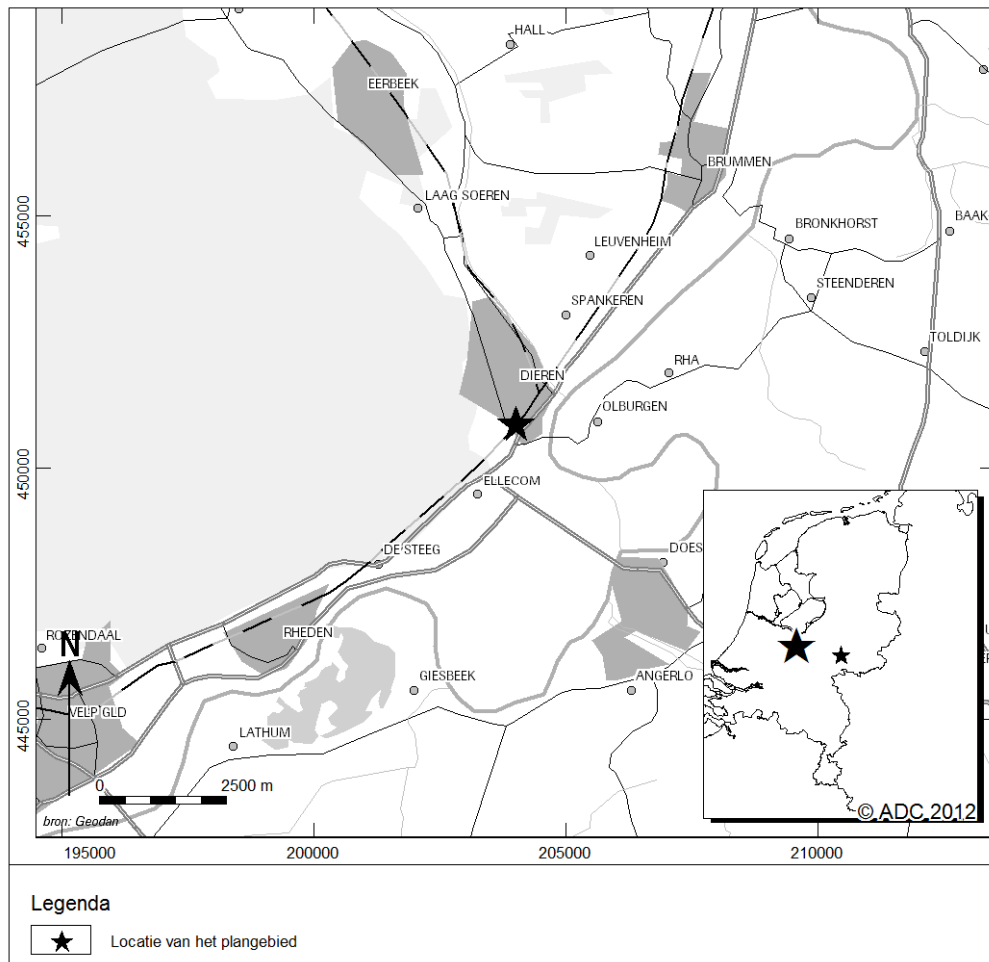 HALL
EERBEEK
BRUMMEN
LAAG SOEREN
455000
BRONKHORST
BAAK
LEUVENHEIM
STEENDEREN
SPANKEREN
TOLDIJK
RHA
DIEREN
OLBURGEN
450000
ELLECOM
DOES
DE STEEG
ROZENDAAL
N
RHEDEN
GIESBEEK
ANGERLO
VELP GLD
LATHUM
445000
0 2500 m
bron: Geodan
© ADC 2012
195000 200000 205000 210000
Legenda
Locatie van het plangebied